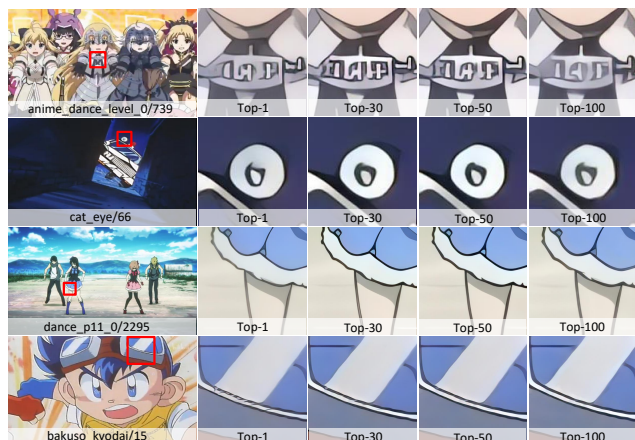 anime_dance_level_0/739 Top-1 Top-30 Top-50 Top-100
cat_eye/66 Top-1 Top-30 Top-50 Top-100
dance_p11_0/2295 Top-1 Top-30 Top-50 Top-100
bakuso_kyodai/15 Top-1 Top-30 Top-50 Top-100